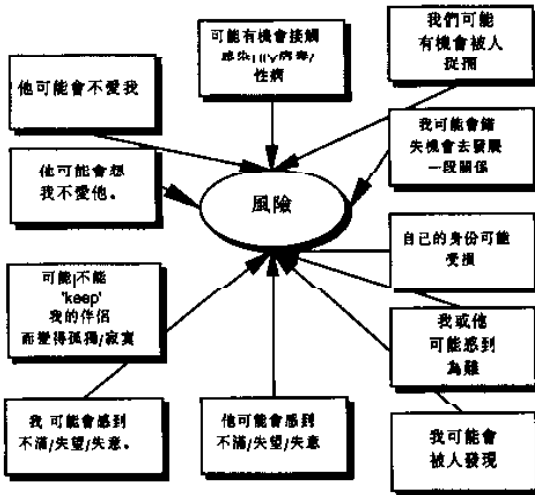 可能有機會接觸
感染HIV病毒/
性病
我們可能
有機會被人
捉捕
他可能會不愛我
我可能會錯
失機會去發展
一段關係
他可能會想
我不愛他。
風險
自己的身份可能
受損
可能|不能
'keep'
我的伴侶
而變得孤獨/寂寞
我或他
可能感到
為難
我可能會感到
不滿/失望/失意。
他可能會感到
不滿/失望/失意
我可能會
被人發現